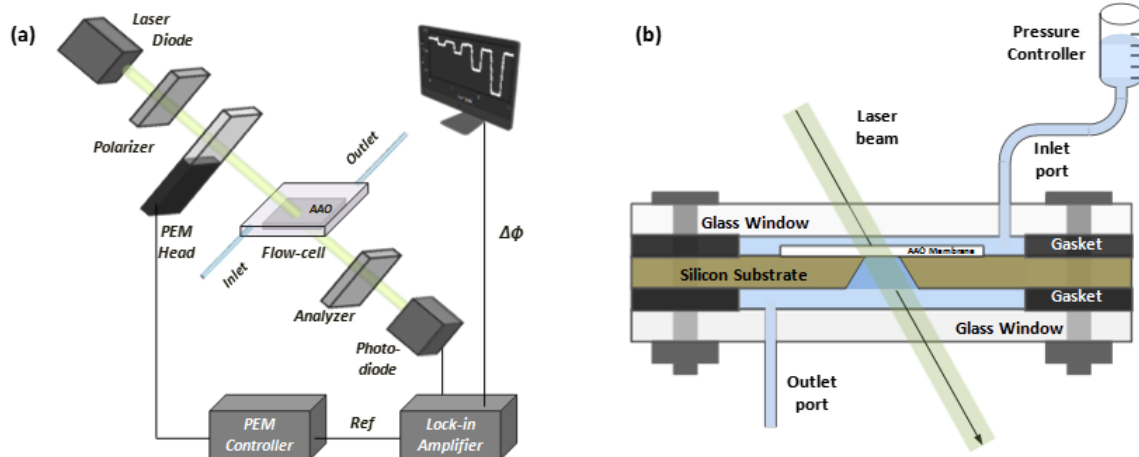 (a)
Laser
Diode
Polarizer
PEM
Head
Outlet
AAO
Flow-cell
Inlet
Analyzer
Photo-
diode
Δϕ
PEM
Controller
Ref
Lock-in
Amplifier
(b)
Pressure
Controller
Laser
beam
Inlet
port
Glass Window
AAO Membrane
Gasket
Silicon Substrate
Gasket
Glass Window
Outlet
port